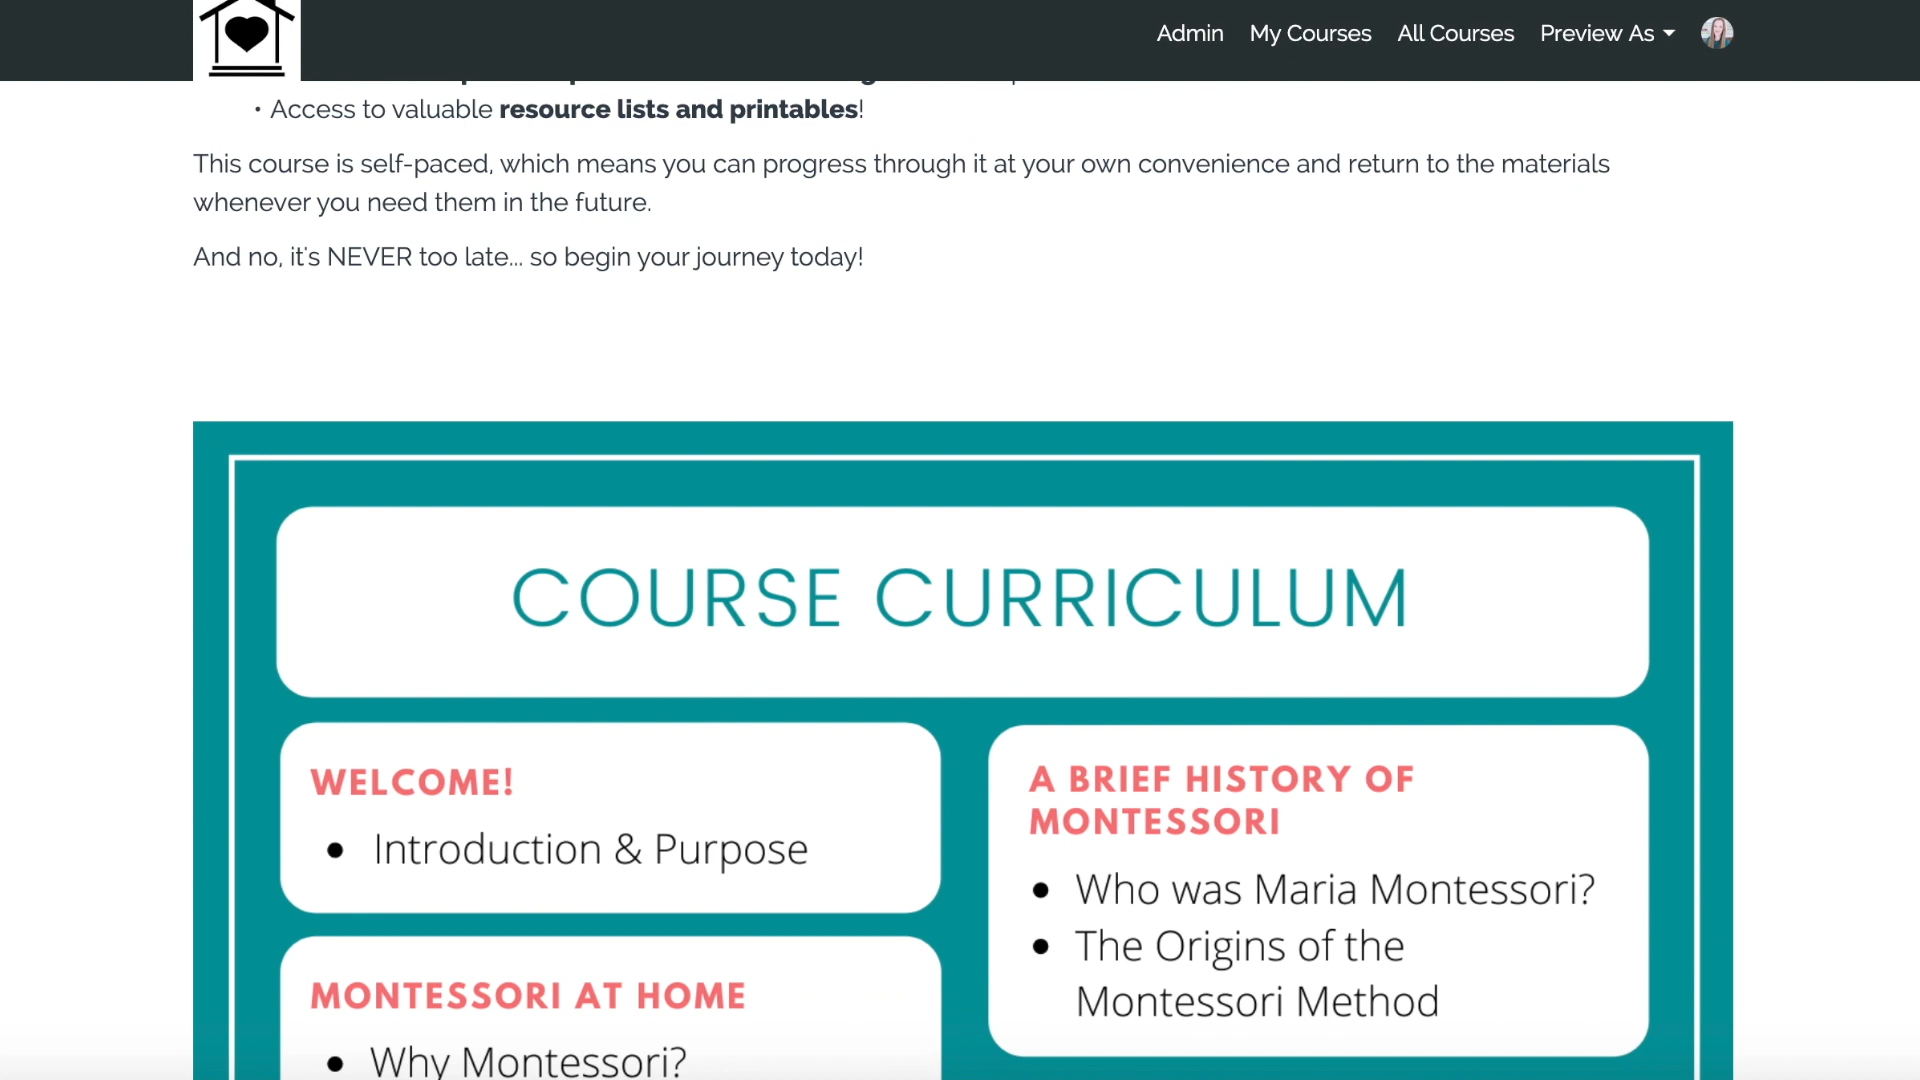 Admin My Courses All Courses Preview As
• Access to valuable resource lists and printables!
This course is self-paced, which means you can progress through it at your own convenience and return to the materials
whenever you need them in the future.
And no, it's NEVER too late... so begin your journey today!
COURSE CURRICULUM
WELCOME!
• Introduction & Purpose
A BRIEF HISTORY OF
MONTESSORI
• Who was Maria Montessori?
• The Origins of the
Montessori Method
MONTESSORI AT HOME
• Why Montessori?